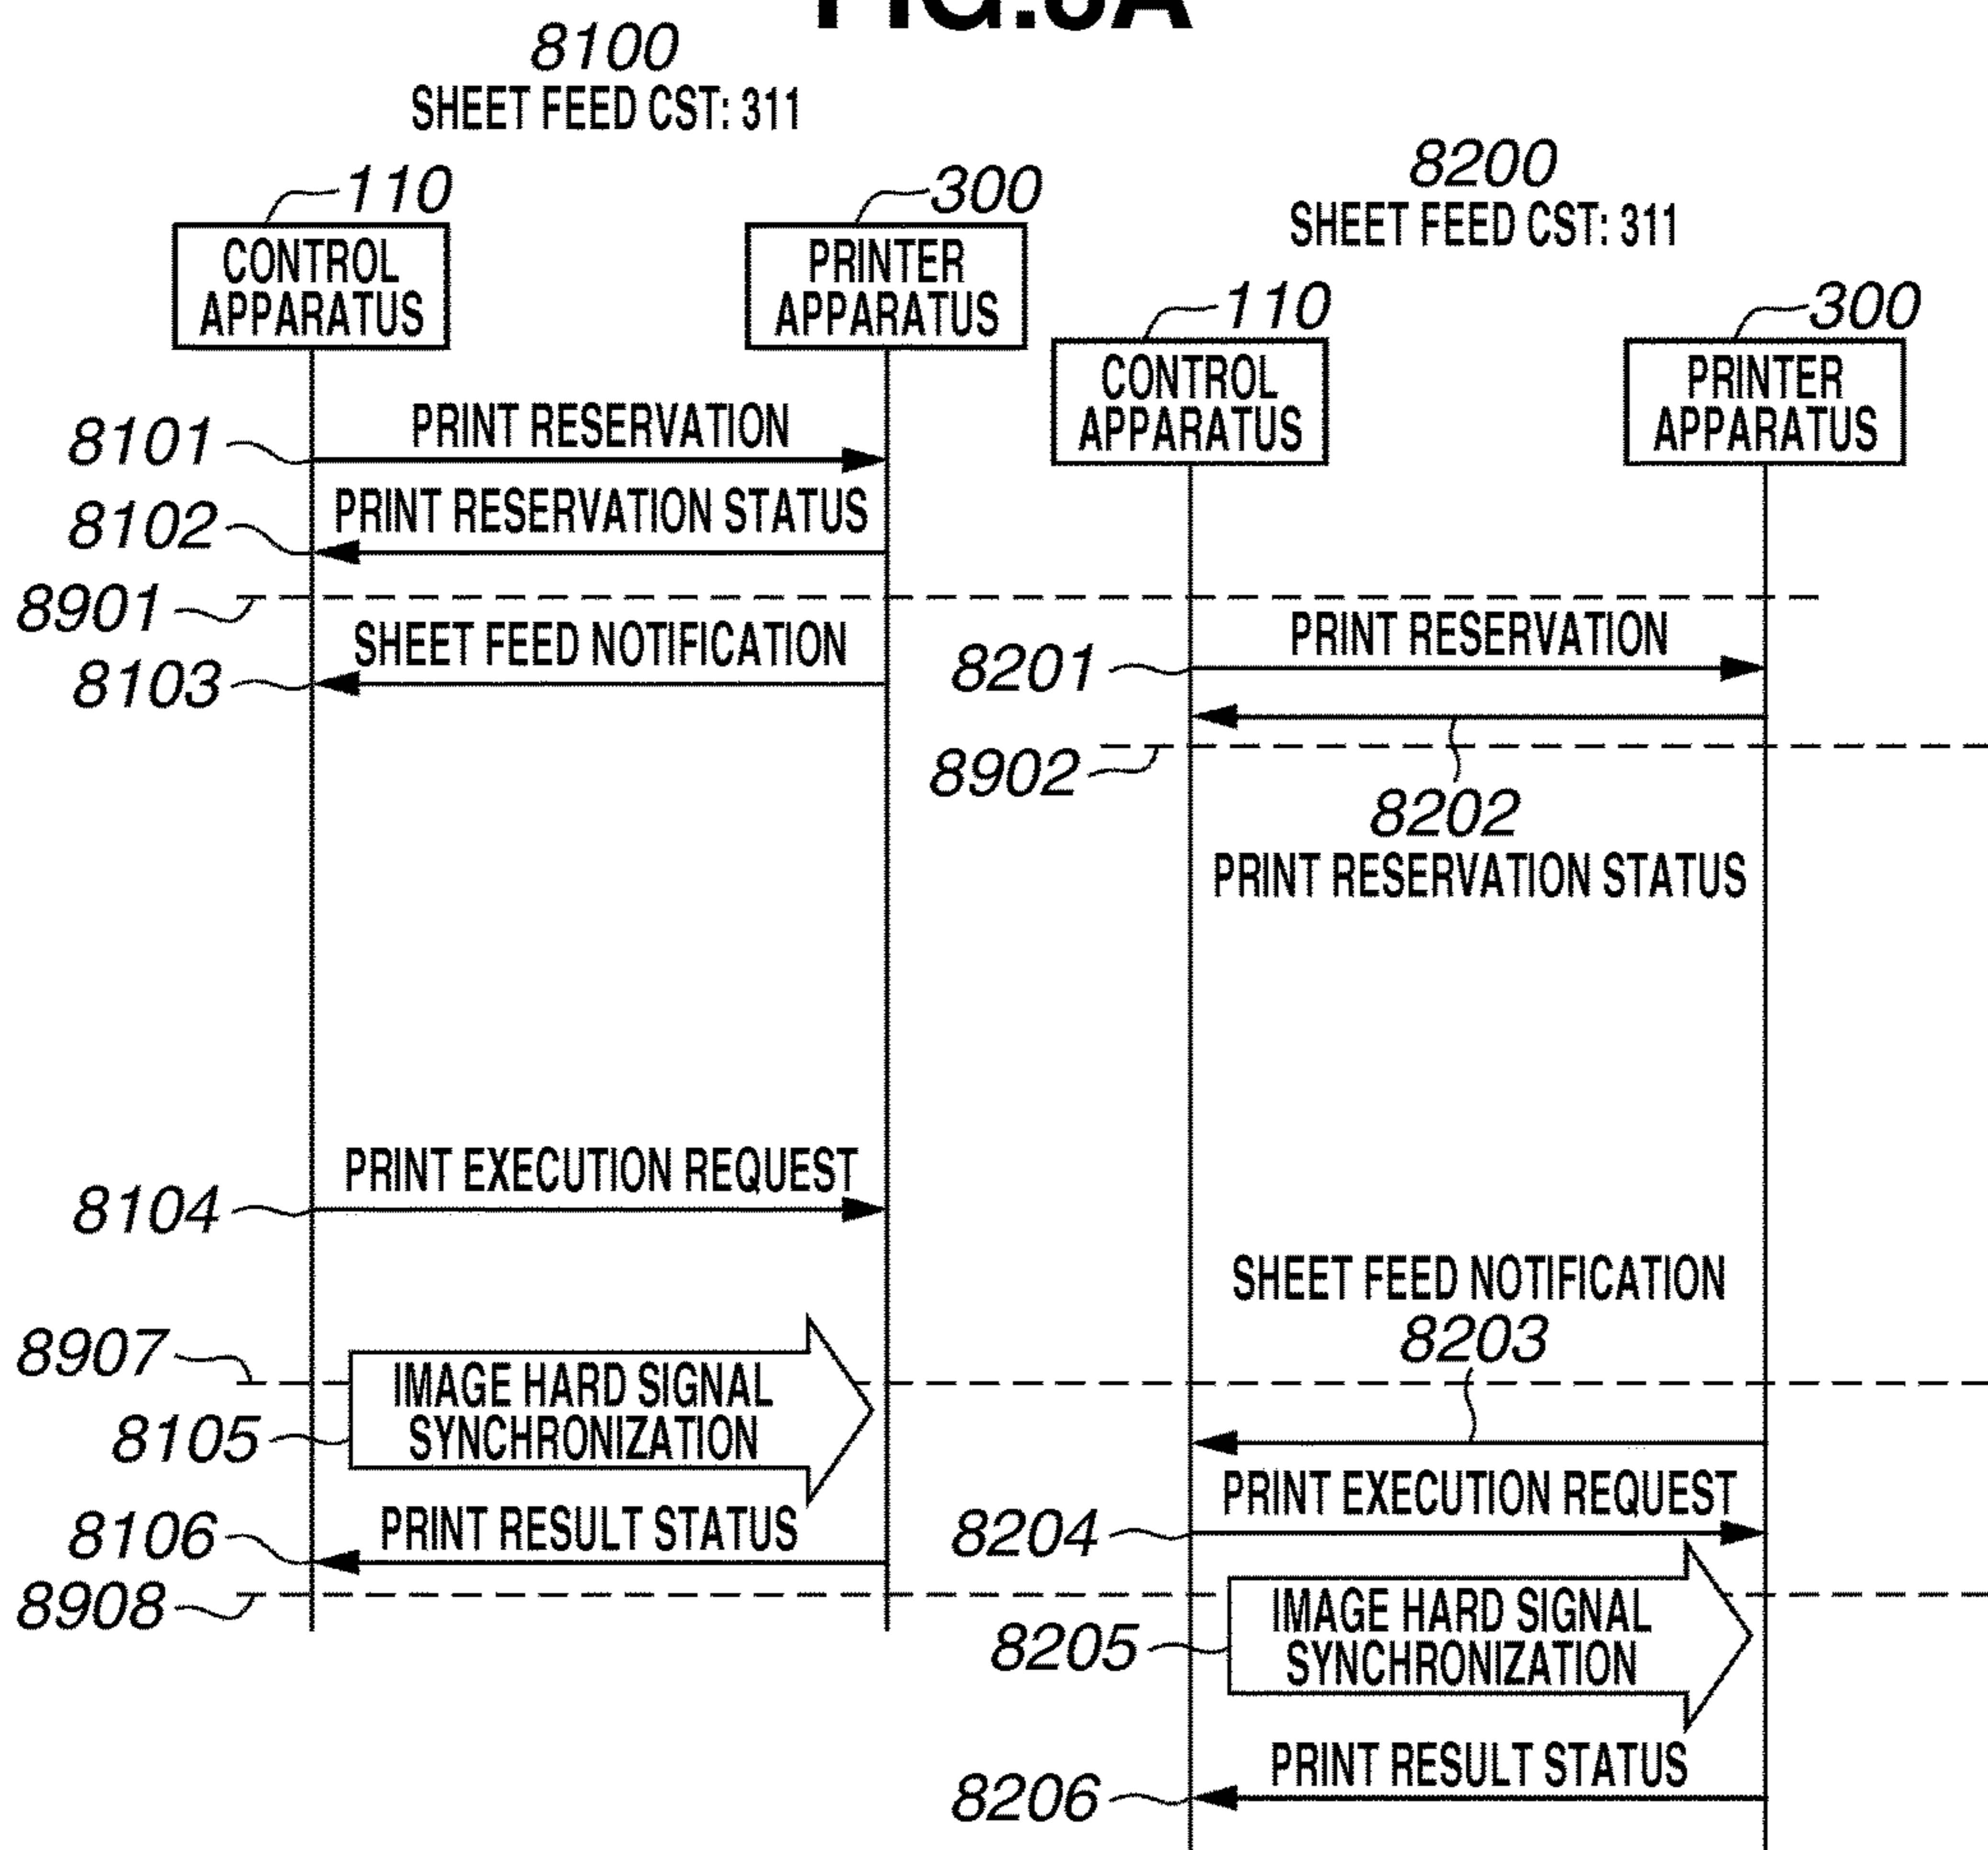 8100
SHEET FEED CST: 311
110
300
CONTROL
APPARATUS
PRINTER
APPARATUS
8101
PRINT RESERVATION
8102
PRINT RESERVATION STATUS
8901
SHEET FEED NOTIFICATION
8103
PRINT EXECUTION REQUEST
8104
8907
IMAGE HARD SIGNAL
SYNCHRONIZATION
8105
PRINT RESULT STATUS
8106
8908
8200
SHEET FEED CST: 311
110
300
CONTROL
APPARATUS
PRINTER
APPARATUS
PRINT RESERVATION
8201
8902
8202
PRINT RESERVATION STATUS
SHEET FEED NOTIFICATION
8203
PRINT EXECUTION REQUEST
8204
IMAGE HARD SIGNAL
SYNCHRONIZATION
8205
PRINT RESULT STATUS
8206